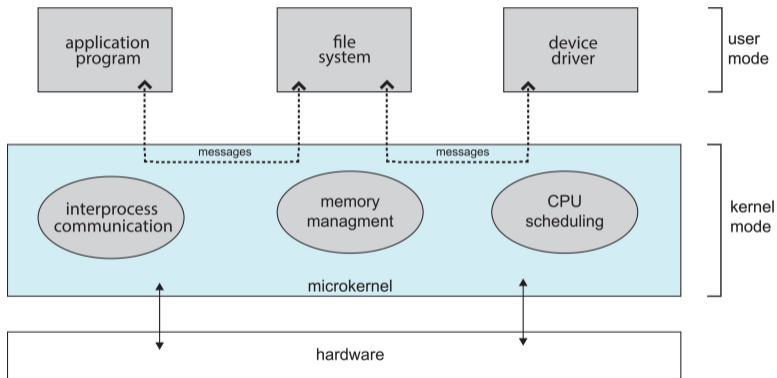 application
program
file
system
device
driver
user
mode
messages
messages
interprocess
communication
memory
managment
CPU
scheduling
kernel
mode
microkernel
hardware